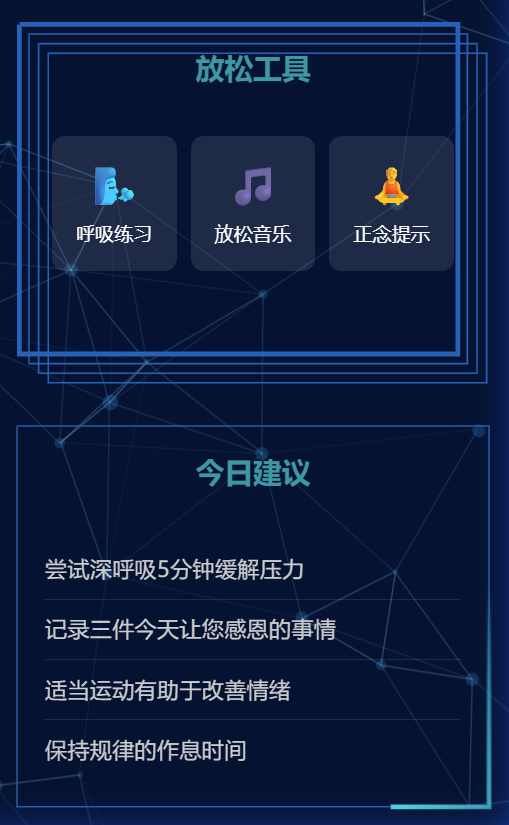 放松工具
呼吸练习
放松音乐
正念提示
今日建议
尝试深呼吸5分钟缓解压力
记录三件今天让您感恩的事情
适当运动有助于改善情绪
保持规律的作息时间